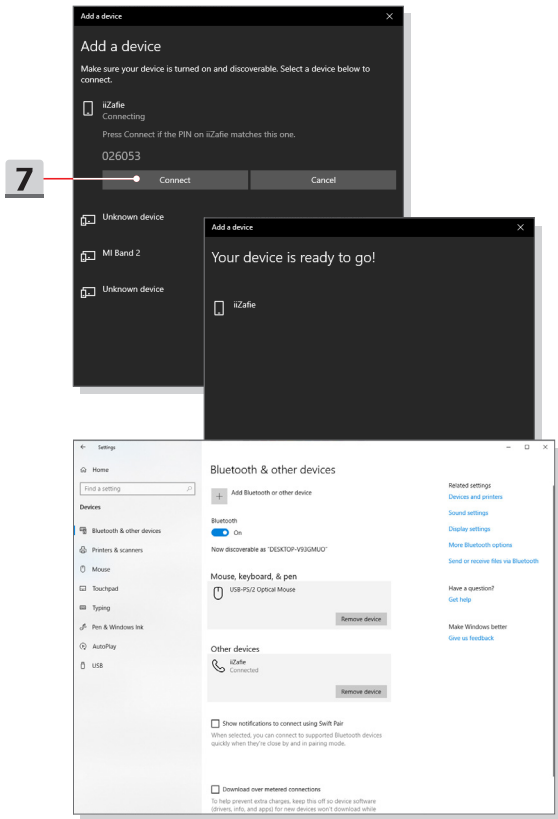 Add a device
Add a device
Make sure your device is turned on and discoverable. Select a device below to
connect.
iiZafie
Connecting
Press Connect if the PIN on iiZafie matches this one.
026053
7
Connect
Cancel
Unknown device
MI Band 2
Unknown device
Add a device
Your device is ready to go!
iiZafie
Settings
Home
Find a setting
Devices
Bluetooth & other devices
Printers & scanners
Mouse
Touchpad
Typing
Pen & Windows Ink
AutoPlay
USB
Bluetooth & other devices
Add Bluetooth or other device
Bluetooth
On
Now discoverable as "DESKTOP-V93GMUO"
Mouse, keyboard, & pen
USB-PS/2 Optical Mouse
Remove device
Other devices
iiZafie
Connected
Remove device
Show notifications to connect using Swift Pair
When selected, you can connect to supported Bluetooth devices
quickly when they're close by and in pairing mode.
Download over metered connections
To help prevent extra charges, keep this off so device software
(drivers, info, and apps) for new devices won't download while
Related settings
Devices and printers
Sound settings
Display settings
More Bluetooth options
Send or receive files via Bluetooth
Have a question?
Get help
Make Windows better
Give us feedback